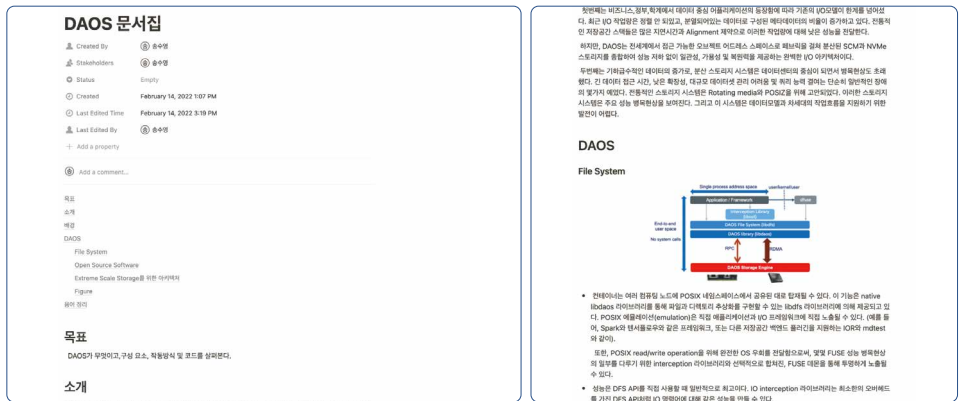 DAOS 문서집
Created By 송수영
Stakeholders 송수영
Status Empty
Created February 14, 2022 1:07 PM
Last Edited Time February 14, 2022 3:19 PM
Last Edited By 송수영
+ Add a property
Add a comment...
목표
소개
배경
DAOS
File System
Open Source Software
Extreme Scale Storage를 위한 아키텍처
Figure
용어 정리
목표
DAOS가 무엇이고,구성 요소, 작동방식 및 코드를 살펴본다.
소개
첫번째는 비즈니스,정부,학계에서 데이터 중심 어플리케이션의 등장함에 따라 기존의 I/O모델이 한계를 넘어섰
다. 최근 I/O 작업량은 정렬 안 되있고, 분열되어있는 데이터로 구성된 메타데이터의 비율이 증가하고 있다. 전통적
인 저장공간 스택들은 많은 지연시간과 Alignment 제약으로 이러한 작업량에 대해 낮은 성능을 전달한다.
하지만, DAOS는 전세계에서 접근 가능한 오브젝트 어드레스 스페이스로 패브릭을 걸쳐 분산된 SCM과 NVMe
스토리지를 종합하여 성능 저하 없이 일관성, 가용성 및 복원력을 제공하는 완벽한 I/O 아키텍처이다.
두번째는 기하급수적인 데이터의 증가로, 분산 스토리지 시스템은 데이터센터의 중심이 되면서 병목현상도 초래
했다. 긴 데이터 접근 시간, 낮은 확장성, 대규모 데이터셋 관리 어려움 및 쿼리 능력 결여는 단순히 일반적인 장애
의 몇가지 예였다. 전통적인 스토리지 시스템은 Rotating media와 POSIZ을 위해 고안되었다. 이러한 스토리지
시스템은 주요 성능 병목현상을 보여진다. 그리고 이 시스템은 데이터모델과 차세대의 작업흐름을 지원하기 위한
발전이 어렵다.
DAOS
File System
Single process address space
userkernel/user
Application / Framework
dfuse
Interception Library
End-to-end
user space
No system calls
DAOS File System (libdfs)
DAOS library (libdaos)
RPC
RDMA
DAOS Storage Engine
• 컨테이너는 여러 컴퓨팅 노드에 POSIX 네임스페이스에서 공유된 대로 탑재될 수 있다. 이 기능은 native
libdaos 라이브러리를 통해 파일과 디렉토리 추상화를 구현할 수 있는 libdfs 라이브러리에 의해 제공되고 있
다. POSIX 에뮬레이션(emulation)은 직접 애플리케이션과 I/O 프레임워크에 직접 노출될 수 있다. (예를 들
어, Spark와 텐서플로우와 같은 프레임워크, 또는 다른 저장공간 백엔드 플러긴을 지원하는 IOR와 mdtest
와 같이).
또한, POSIX read/write operation을 위해 완전한 OS 우회를 전달함으로써, 몇몇 FUSE 성능 병목현상
의 일부를 다루기 위한 interception 라이브러리와 선택적으로 합쳐진, FUSE 데몬을 통해 투명하게 노출될
수 있다.
• 성능은 DFS API를 직접 사용할 때 일반적으로 최고이다. IO interception 라이브러리는 최소한의 오버헤드
를 가진 DFS API처럼 IO 명령어에 대해 같은 성능을 만들 수 있다.